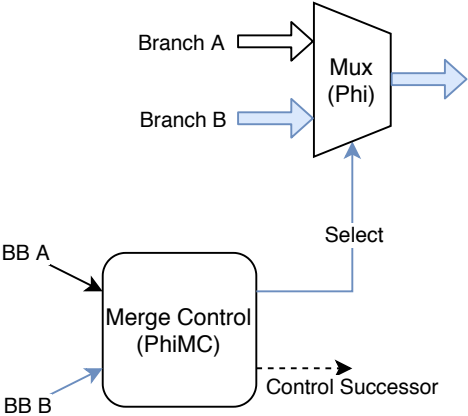 Branch A
Mux
(Phi)
Branch B
Select
BB A
Merge Control
(PhiMC)
Control Successor
BB B